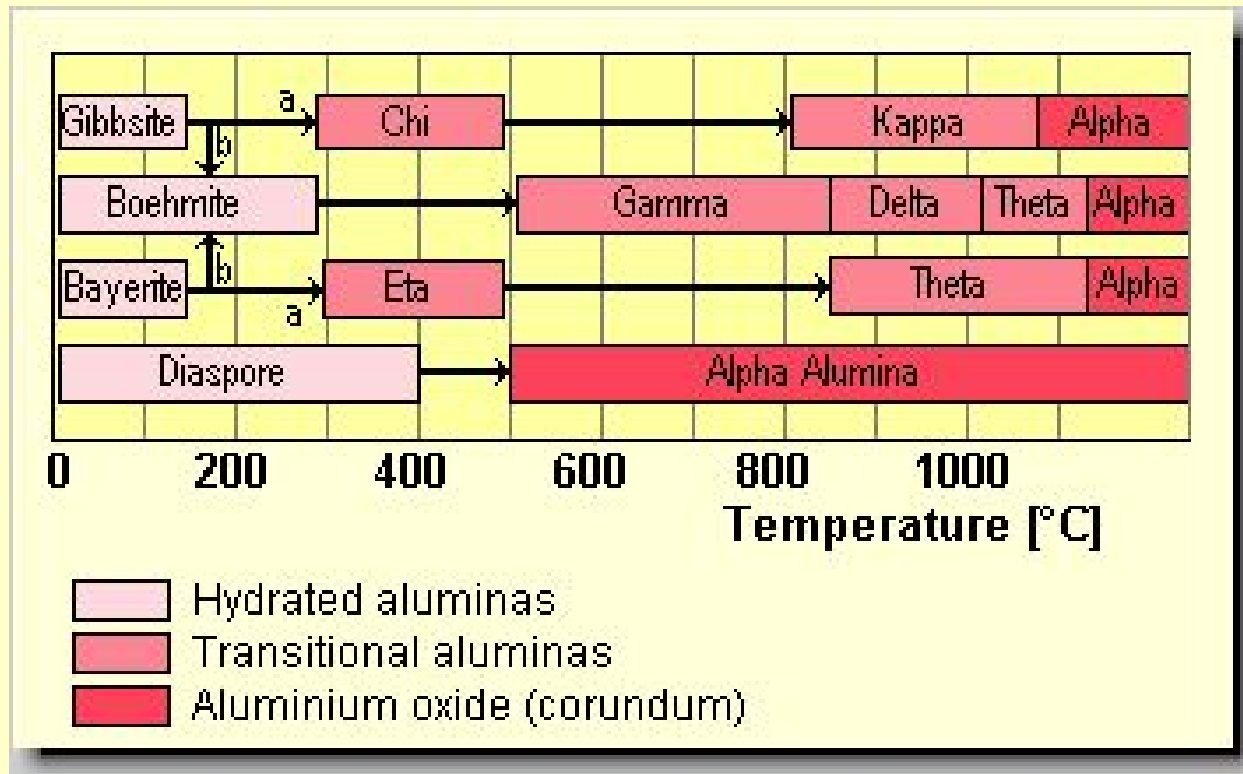 a
Gibbsite Chi Kappa Alpha
b
Boehmite Gamma Delta Theta Alpha
b
Bayerite Eta Theta Alpha
a
Diaspore Alpha Alumina
0 200 400 600 800 1000
Temperature [°C]
Hydrated aluminas
Transitional aluminas
Aluminium oxide (corundum)